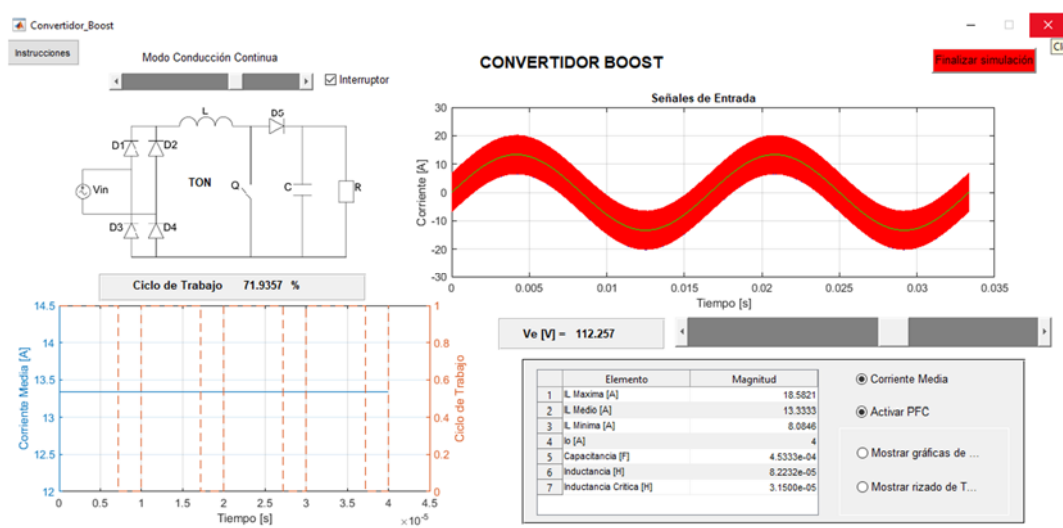 Convertidor_Boost
Instrucciones
Modo Conducción Continua
Interruptor
CONVERTIDOR BOOST
Finalizar simulación
L
D5
D1
D2
Vin
TON
Q
C
R
D3
D4
Ciclo de Trabajo 71.9357 %
Señales de Entrada
Corriente [A]
30
20
10
0
-10
-20
-30
0 0.005 0.01 0.015 0.02 0.025 0.03 0.035
Tiempo [s]
Corriente Media [A]
14.5
14
13.5
13
12.5
12
Ciclo de Trabajo
1
0.8
0.6
0.4
0.2
0
0 0.5 1 1.5 2 2.5 3 3.5 4 4.5
Tiempo [s]
×10^-5
Ve [V] = 112.257
Elemento Magnitud
1 IL Maxima [A] 18.5821
2 IL Medio [A] 13.3333
3 IL Minima [A] 8.0846
4 Io [A] 4
5 Capacitancia [F] 4.5333e-04
6 Inductancia [H] 8.2232e-05
7 Inductancia Critica [H] 3.1500e-05
Corriente Media
Activar PFC
Mostrar gráficas de ...
Mostrar rizado de T...